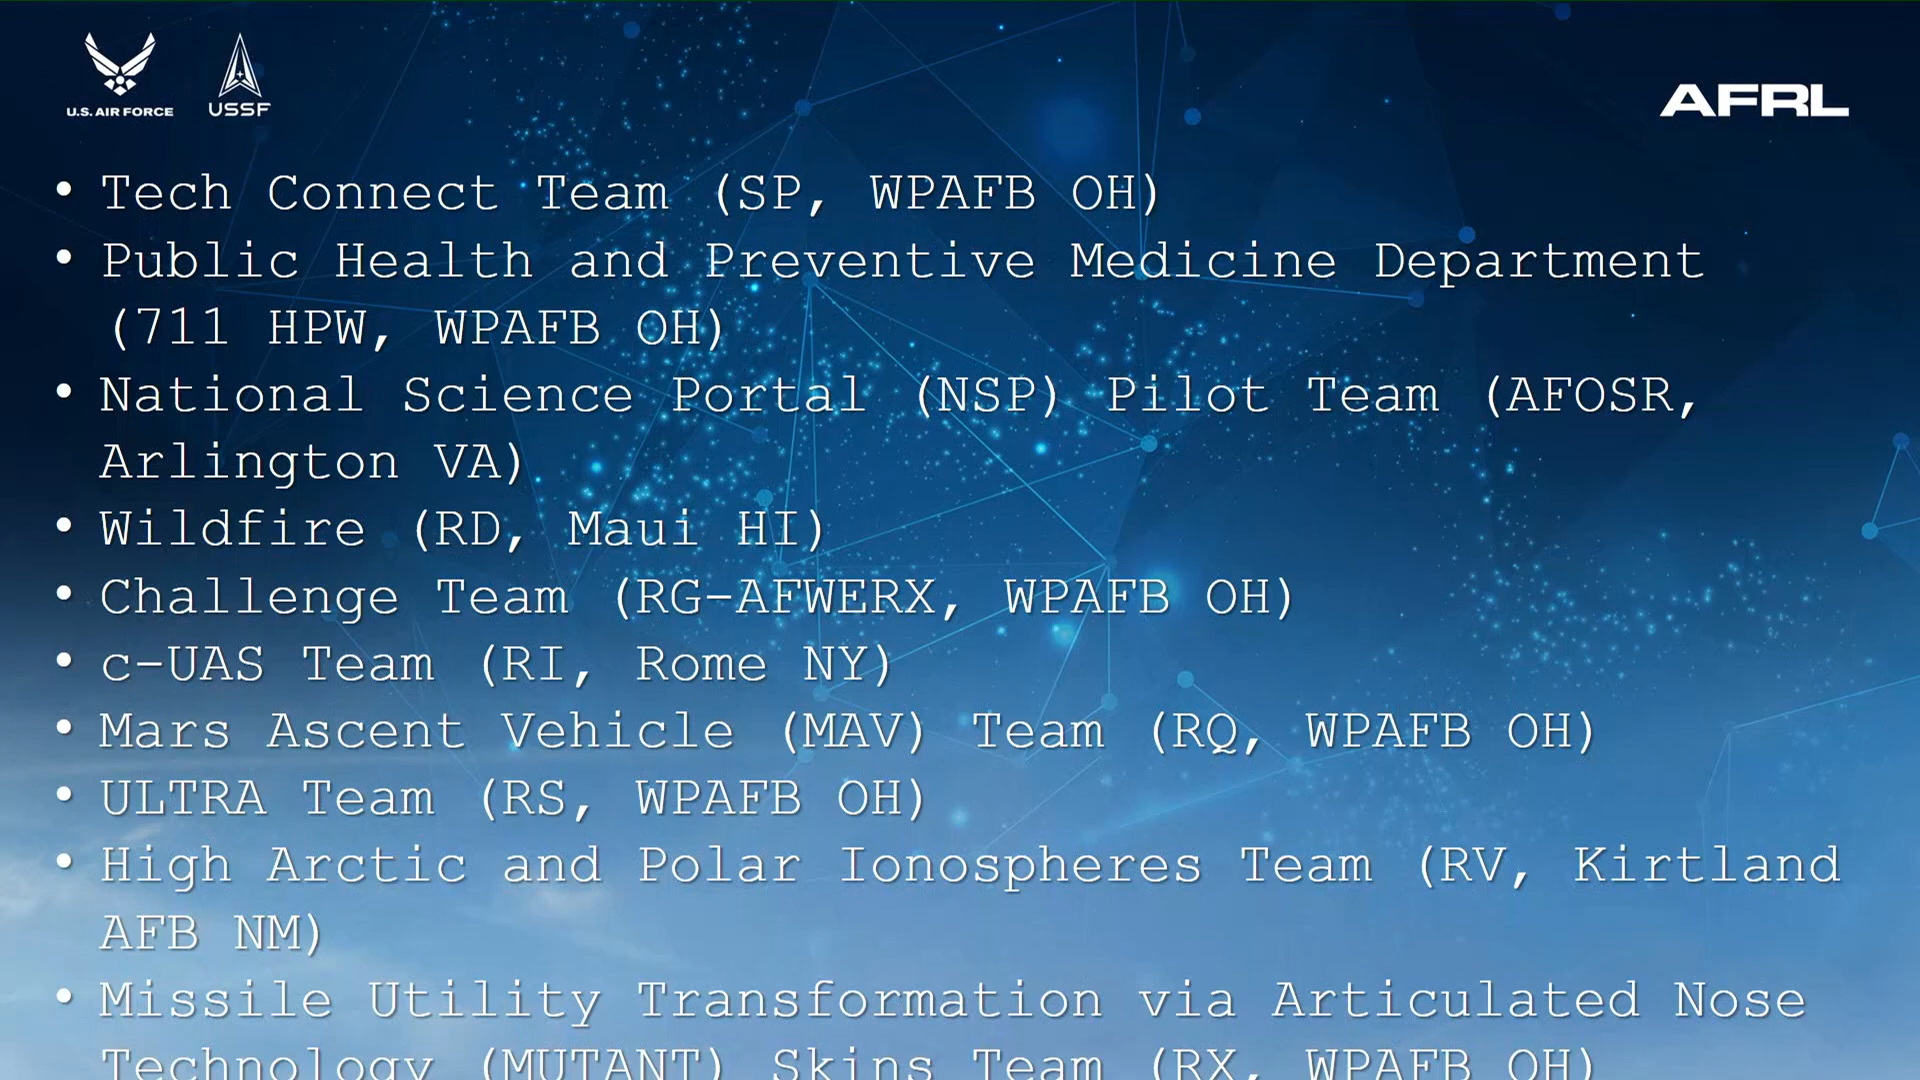 U.S. AIR FORCE
USSF
AFRL
• Tech Connect Team (SP, WPAFB OH)
• Public Health and Preventive Medicine Department
(711 HPW, WPAFB OH)
• National Science Portal (NSP) Pilot Team (AFOSR,
Arlington VA)
• Wildfire (RD, Maui HI)
• Challenge Team (RG-AFWERX, WPAFB OH)
• c-UAS Team (RI, Rome NY)
• Mars Ascent Vehicle (MAV) Team (RQ, WPAFB OH)
• ULTRA Team (RS, WPAFB OH)
• High Arctic and Polar Ionospheres Team (RV, Kirtland
AFB NM)
• Missile Utility Transformation via Articulated Nose
Technology (MUTANT) Skins Team (RX, WPAFB OH)